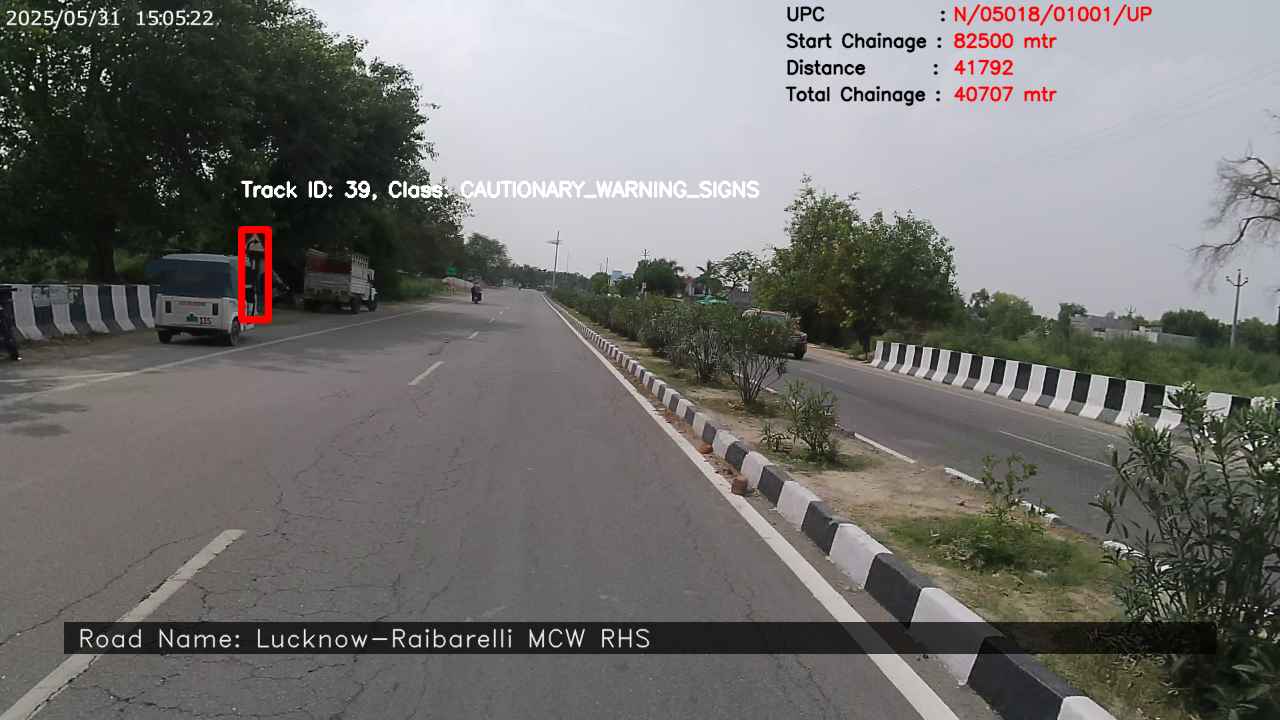 2025/05/31 15:05:22
UPC : N/05018/01001/UP
Start Chainage : 82500 mtr
Distance : 41792
Total Chainage : 40707 mtr
Track ID: 39, Class: CAUTIONARY_WARNING_SIGNS
Road Name: Lucknow-Raibarelli MCW RHS